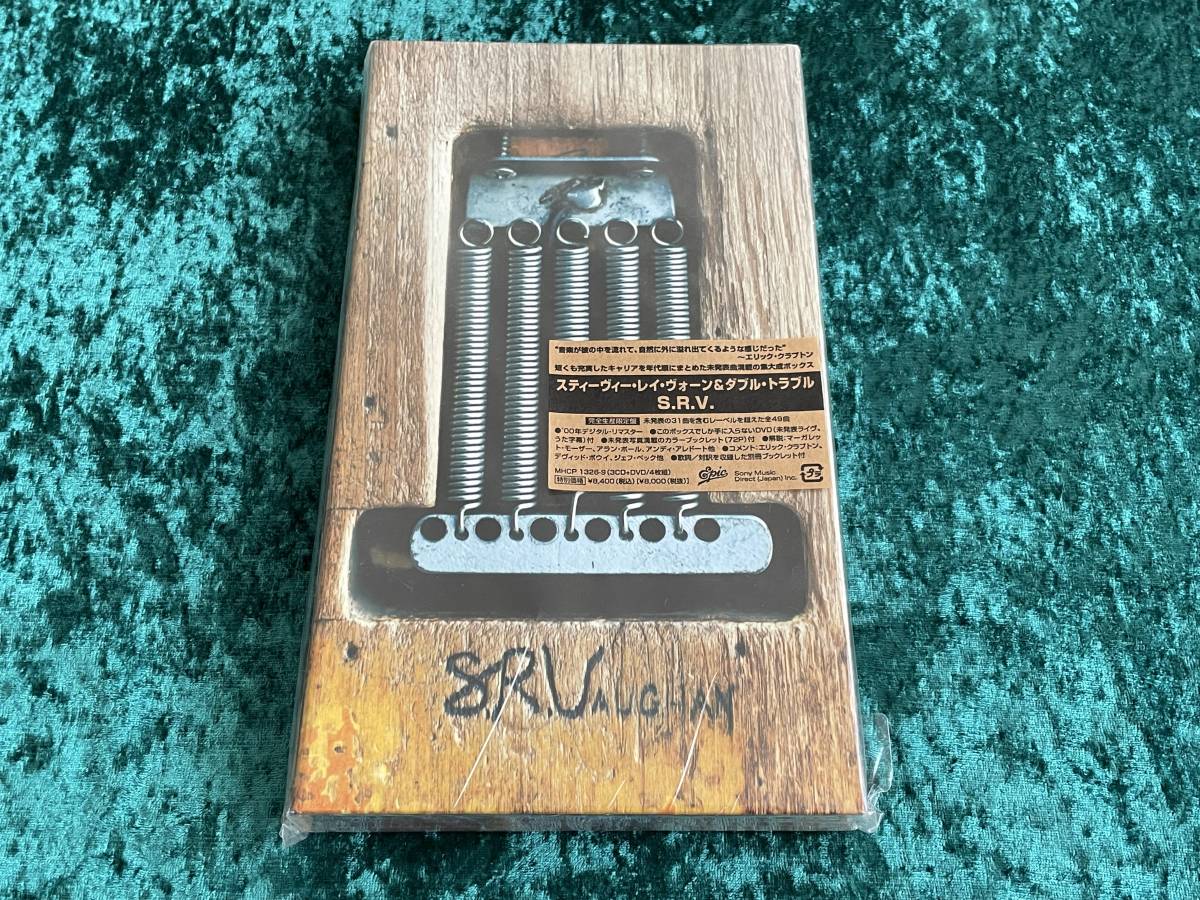 “音楽が彼の中を流れて、自然に外に溢れ出てくるような感じだった”
～エリック・クラプトン
短くも充実したキャリアを年代順にまとめた未発表曲満載の集大成ボックス
スティーヴィー・レイ・ヴォーン&ダブル・トラブル
S.R.V.
完全生産限定盤 未発表の31曲を含むレーベルを超えた全49曲
●'00年デジタル・リマスター ●このボックスでしか手に入らないDVD(未発表ライヴ、
うた字幕)付 ●未発表写真満載のカラーブックレット(72P)付 ●解説:マーガレッ
ト・モーザー、アラン・ポール、アンディ・アレドート他 ●コメント:エリック・クラプトン、
デヴィッド・ボウイ、ジェフ・ベック他 ●歌詞/対訳を収録した別冊ブックレット付
MHCP 1326-9(3CD+DVD/4枚組)
特別価格 ¥8,400(税込)[¥8,000(税抜)]
Epic
Sony Music
Direct(Japan)Inc.
S.R.VAUGHAN